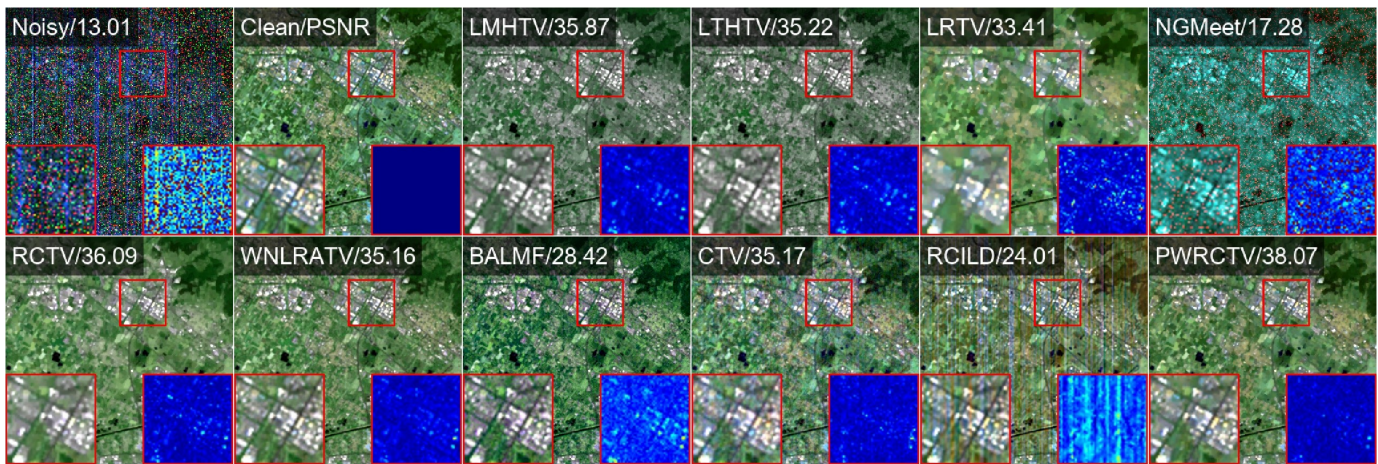 Noisy/13.01
Clean/PSNR
LMHTV/35.87
LTHTV/35.22
LRTV/33.41
NGMeet/17.28
RCTV/36.09
WNLRATV/35.16
BALMF/28.42
CTV/35.17
RCILD/24.01
PWRCTV/38.07